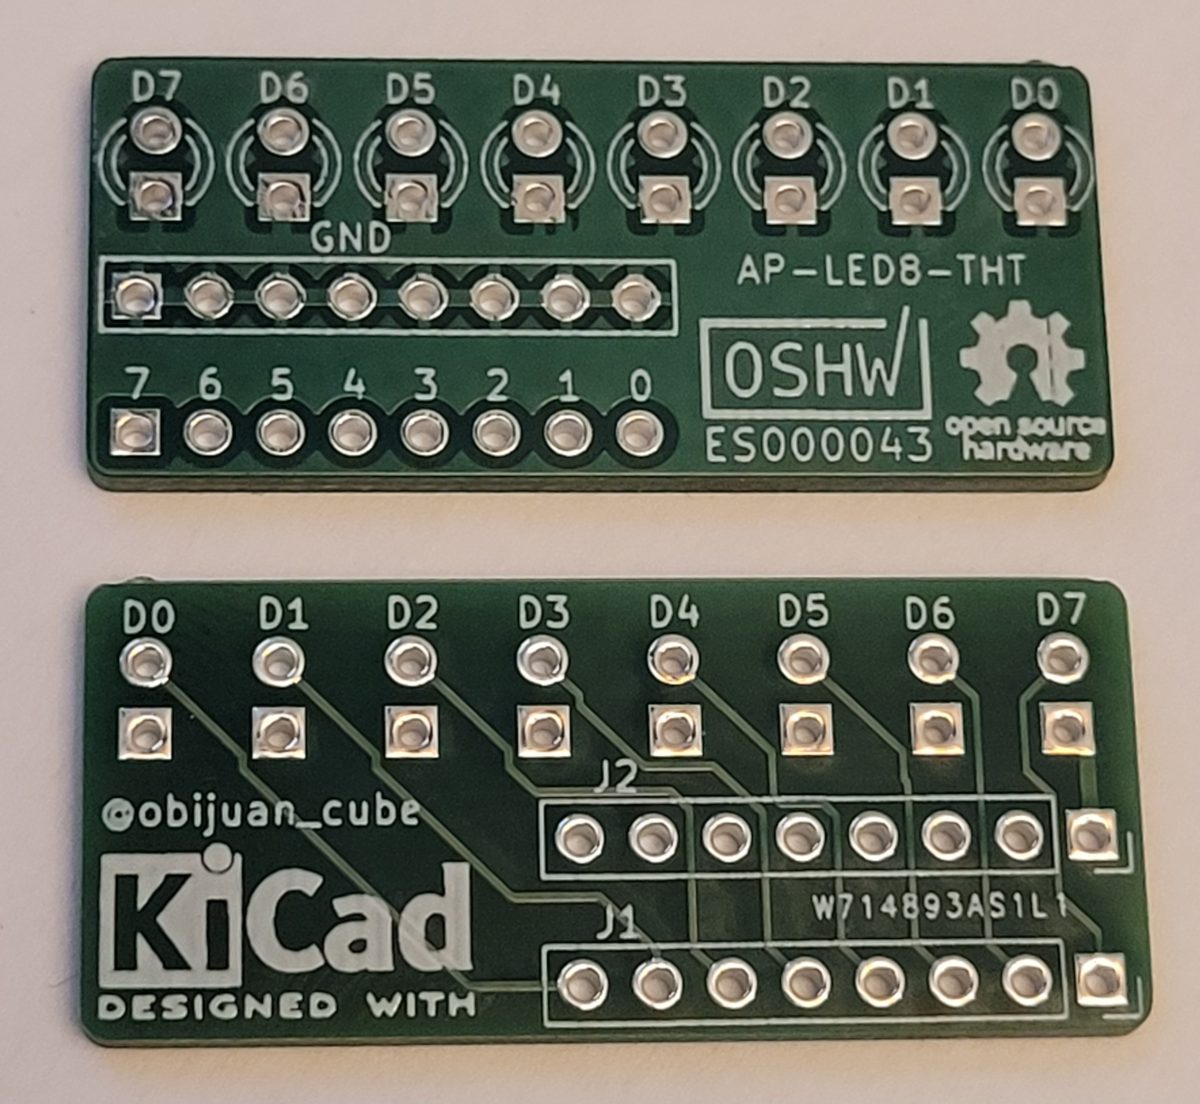 D7 D6 D5 D4 D3 D2 D1 D0
GND
AP-LED8-THT
7 6 5 4 3 2 1 0
OSHW
ES000043
open source
hardware
D0 D1 D2 D3 D4 D5 D6 D7
J2
@obijuan_cube
KiCad
DESIGNED WITH
W714893AS1L1
J1